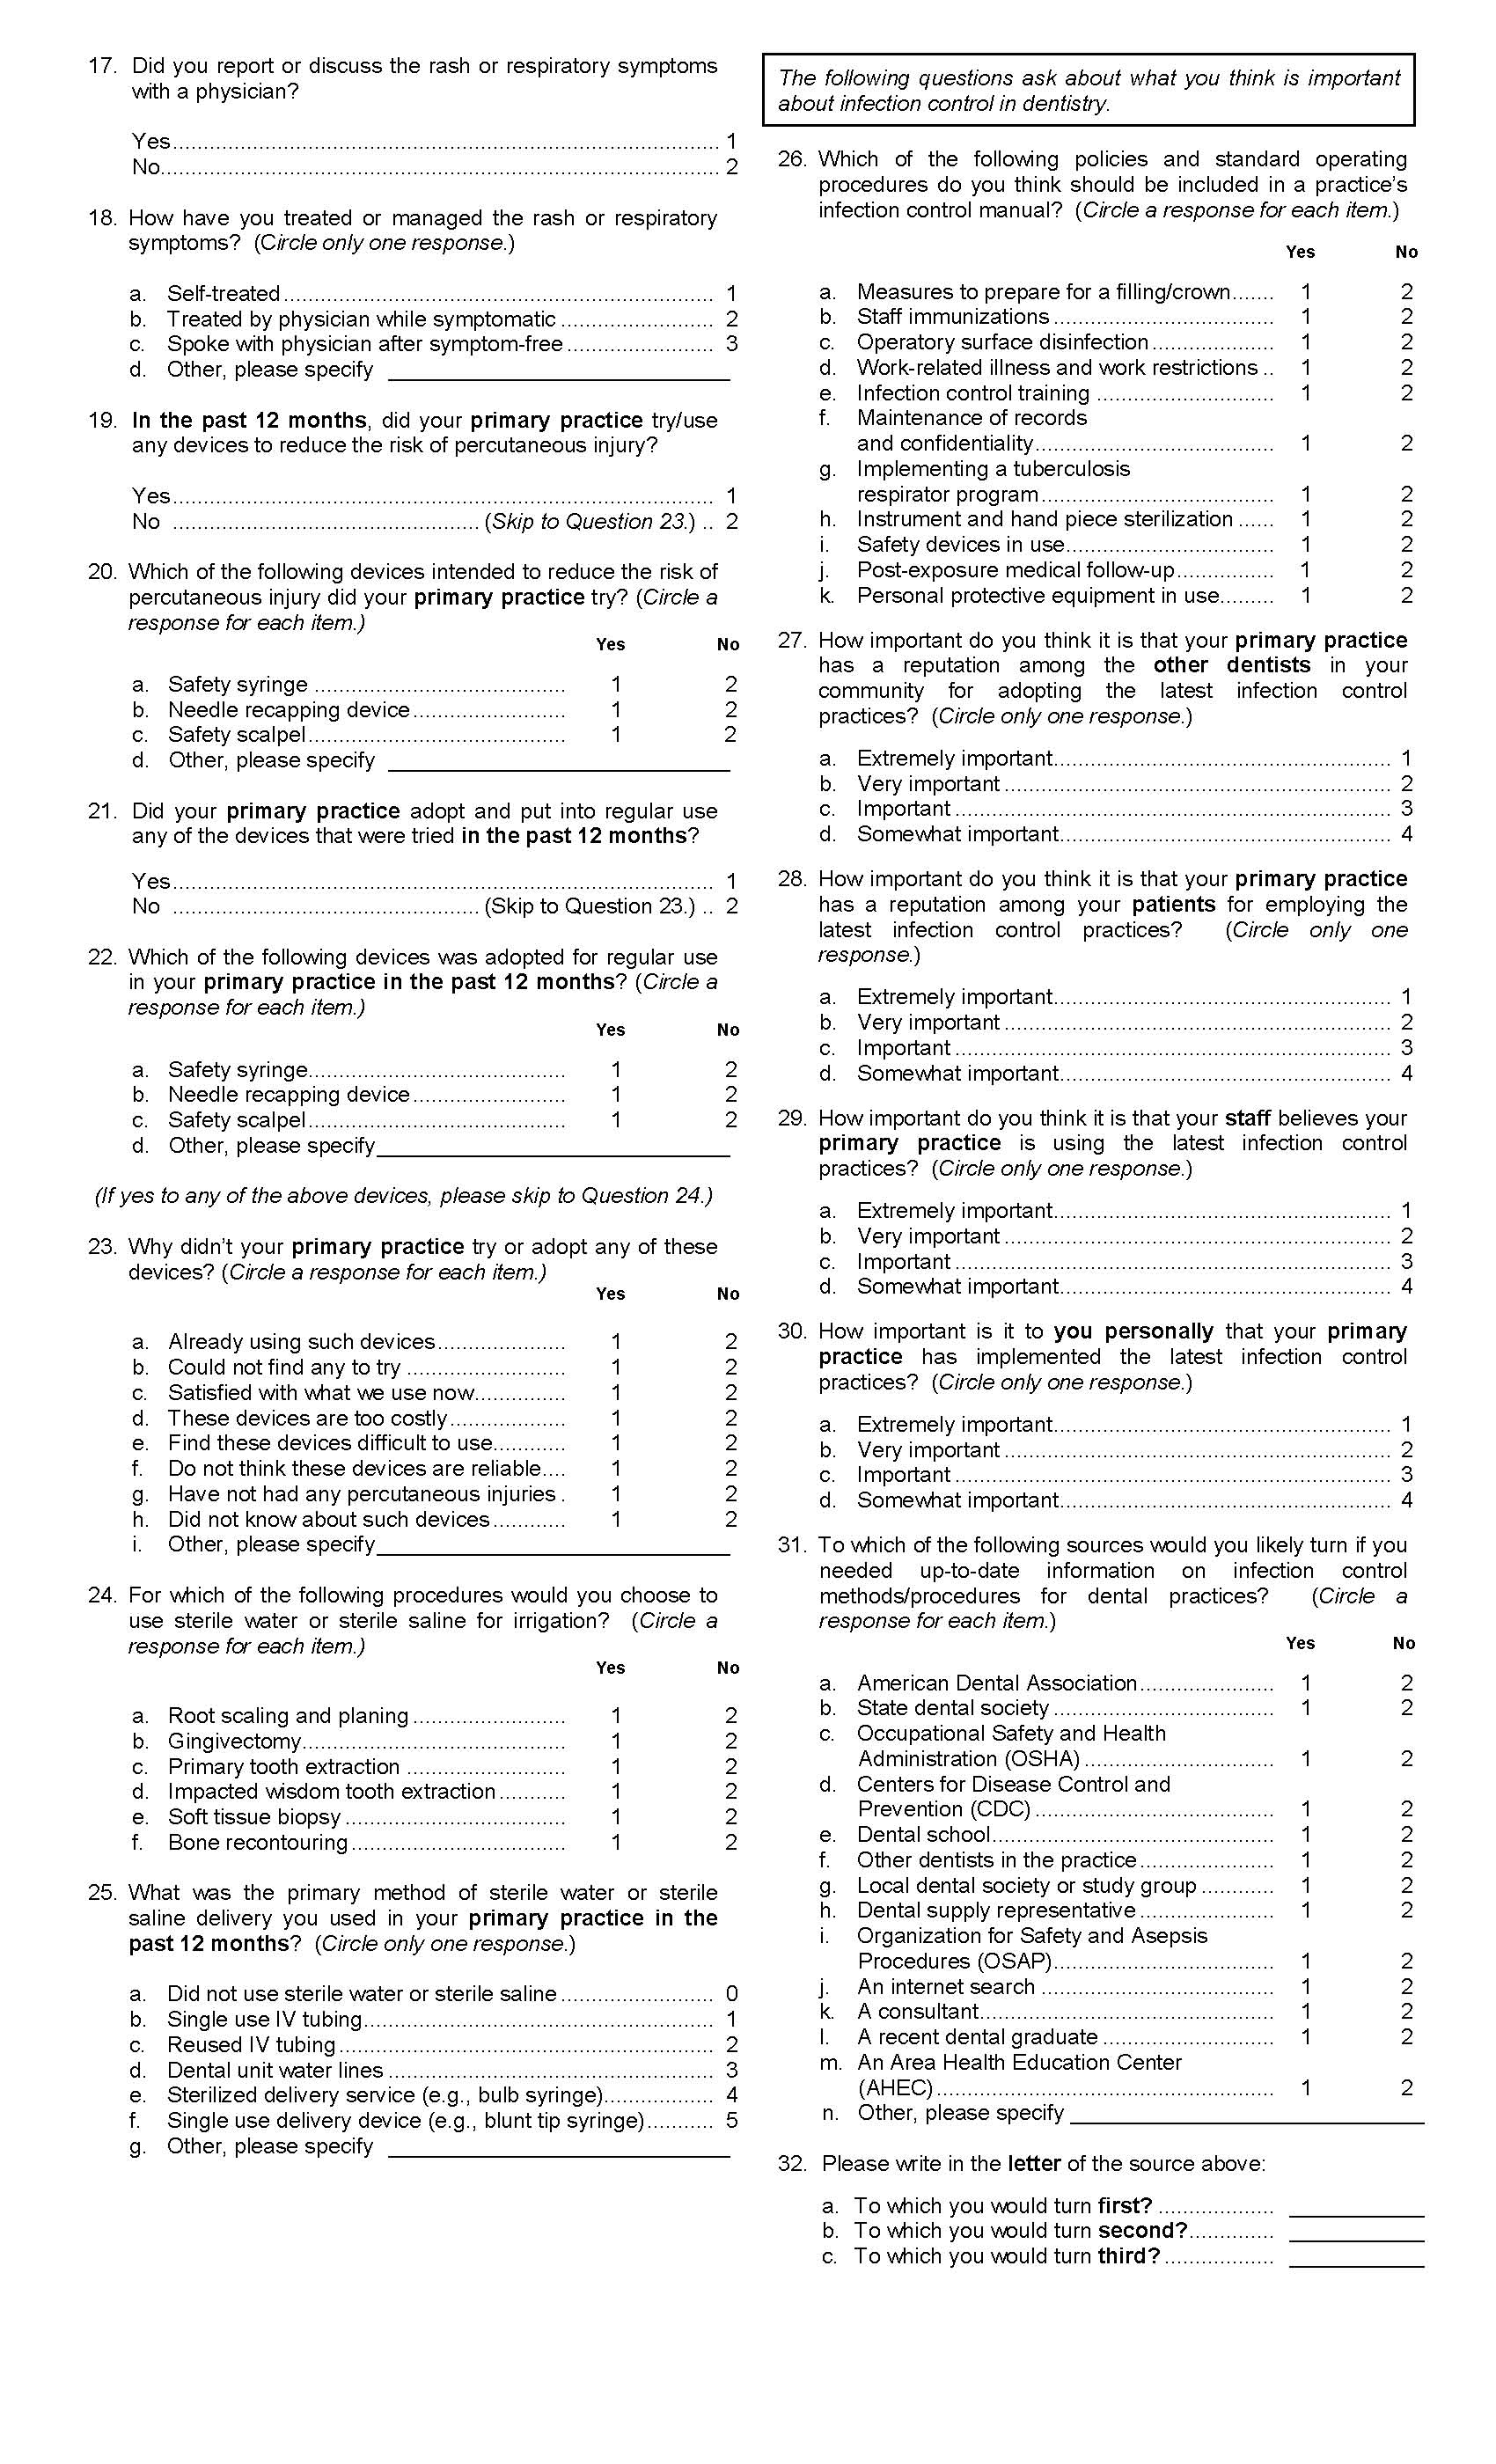 17. Did you report or discuss the rash or respiratory symptoms
with a physician?
Yes.......................................................................................... 1
No............................................................................................ 2
18. How have you treated or managed the rash or respiratory
symptoms? (Circle only one response.)
a. Self-treated...................................................................... 1
b. Treated by physician while symptomatic......................... 2
c. Spoke with physician after symptom-free........................ 3
d. Other, please specify ____________________________
19. In the past 12 months, did your primary practice try/use
any devices to reduce the risk of percutaneous injury?
Yes......................................................................................... 1
No .................................................. (Skip to Question 23.) .. 2
20. Which of the following devices intended to reduce the risk of
percutaneous injury did your primary practice try? (Circle a
response for each item.)
Yes No
a. Safety syringe ......................................... 1 2
b. Needle recapping device......................... 1 2
c. Safety scalpel.......................................... 1 2
d. Other, please specify ____________________________
21. Did your primary practice adopt and put into regular use
any of the devices that were tried in the past 12 months?
Yes......................................................................................... 1
No .................................................. (Skip to Question 23.) .. 2
22. Which of the following devices was adopted for regular use
in your primary practice in the past 12 months? (Circle a
response for each item.)
Yes No
a. Safety syringe.......................................... 1 2
b. Needle recapping device......................... 1 2
c. Safety scalpel.......................................... 1 2
d. Other, please specify_____________________________
(If yes to any of the above devices, please skip to Question 24.)
23. Why didn't your primary practice try or adopt any of these
devices? (Circle a response for each item.)
Yes No
a. Already using such devices..................... 1 2
b. Could not find any to try .......................... 1 2
c. Satisfied with what we use now............... 1 2
d. These devices are too costly................... 1 2
e. Find these devices difficult to use............ 1 2
f. Do not think these devices are reliable.... 1 2
g. Have not had any percutaneous injuries . 1 2
h. Did not know about such devices............ 1 2
i. Other, please specify_____________________________
24. For which of the following procedures would you choose to
use sterile water or sterile saline for irrigation? (Circle a
response for each item.)
Yes No
a. Root scaling and planing......................... 1 2
b. Gingivectomy........................................... 1 2
c. Primary tooth extraction .......................... 1 2
d. Impacted wisdom tooth extraction........... 1 2
e. Soft tissue biopsy.................................... 1 2
f. Bone recontouring................................... 1 2
25. What was the primary method of sterile water or sterile
saline delivery you used in your primary practice in the
past 12 months? (Circle only one response.)
a. Did not use sterile water or sterile saline......................... 0
b. Single use IV tubing......................................................... 1
c. Reused IV tubing............................................................. 2
d. Dental unit water lines ..................................................... 3
e. Sterilized delivery service (e.g., bulb syringe).................. 4
f. Single use delivery device (e.g., blunt tip syringe)........... 5
g. Other, please specify ____________________________
The following questions ask about what you think is important
about infection control in dentistry.
26. Which of the following policies and standard operating
procedures do you think should be included in a practice's
infection control manual? (Circle a response for each item.)
Yes No
a. Measures to prepare for a filling/crown....... 1 2
b. Staff immunizations.................................... 1 2
c. Operatory surface disinfection.................... 1 2
d. Work-related illness and work restrictions .. 1 2
e. Infection control training ............................. 1 2
f. Maintenance of records
and confidentiality....................................... 1 2
g. Implementing a tuberculosis
respirator program...................................... 1 2
h. Instrument and hand piece sterilization ...... 1 2
i. Safety devices in use.................................. 1 2
j. Post-exposure medical follow-up................ 1 2
k. Personal protective equipment in use......... 1 2
27. How important do you think it is that your primary practice
has a reputation among the other dentists in your
community for adopting the latest infection control
practices? (Circle only one response.)
a. Extremely important....................................................... 1
b. Very important............................................................... 2
c. Important....................................................................... 3
d. Somewhat important...................................................... 4
28. How important do you think it is that your primary practice
has a reputation among your patients for employing the
latest infection control practices? (Circle only one
response.)
a. Extremely important....................................................... 1
b. Very important............................................................... 2
c. Important....................................................................... 3
d. Somewhat important...................................................... 4
29. How important do you think it is that your staff believes your
primary practice is using the latest infection control
practices? (Circle only one response.)
a. Extremely important....................................................... 1
b. Very important............................................................... 2
c. Important....................................................................... 3
d. Somewhat important...................................................... 4
30. How important is it to you personally that your primary
practice has implemented the latest infection control
practices? (Circle only one response.)
a. Extremely important....................................................... 1
b. Very important............................................................... 2
c. Important....................................................................... 3
d. Somewhat important...................................................... 4
31. To which of the following sources would you likely turn if you
needed up-to-date information on infection control
methods/procedures for dental practices? (Circle a
response for each item.)
Yes No
a. American Dental Association...................... 1 2
b. State dental society.................................... 1 2
c. Occupational Safety and Health
Administration (OSHA)............................... 1 2
d. Centers for Disease Control and
Prevention (CDC)....................................... 1 2
e. Dental school.............................................. 1 2
f. Other dentists in the practice...................... 1 2
g. Local dental society or study group............ 1 2
h. Dental supply representative...................... 1 2
i. Organization for Safety and Asepsis
Procedures (OSAP).................................... 1 2
j. An internet search ...................................... 1 2
k. A consultant................................................ 1 2
l. A recent dental graduate............................ 1 2
m. An Area Health Education Center
(AHEC)....................................................... 1 2
n. Other, please specify _____________________________
32. Please write in the letter of the source above:
a. To which you would turn first? ................... ___________
b. To which you would turn second?.............. ___________
c. To which you would turn third?.................. ___________